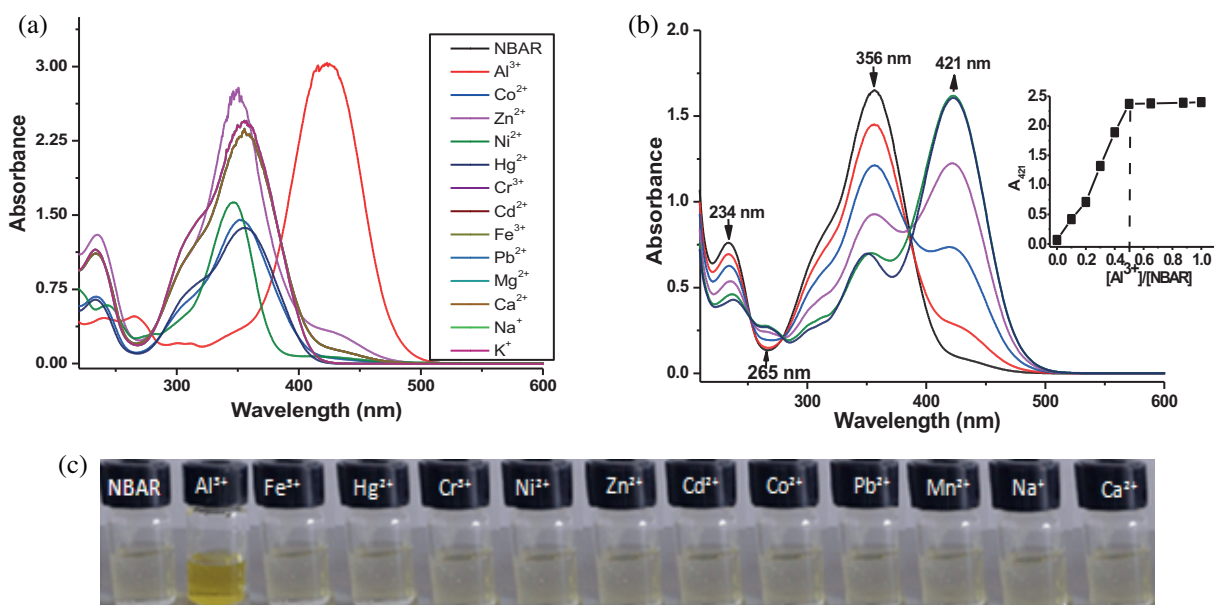 (a)
Absorbance
3.00
2.25
1.50
0.75
0.00
300
400
500
600
Wavelength (nm)
NBAR
Al³⁺
Co²⁺
Zn²⁺
Ni²⁺
Hg²⁺
Cr³⁺
Cd²⁺
Fe³⁺
Pb²⁺
Mg²⁺
Ca²⁺
Na⁺
K⁺
(b)
Absorbance
2.0
1.5
1.0
0.5
0.0
300
400
500
600
Wavelength (nm)
234 nm
265 nm
356 nm
421 nm
A₄₂₁
2.5
2.0
1.5
1.0
0.5
0.0
0.0 0.2 0.4 0.6 0.8 1.0
[Al³⁺]/[NBAR]
(c)
NBAR Al³⁺ Fe³⁺ Hg²⁺ Cr³⁺ Ni²⁺ Zn²⁺ Cd²⁺ Co²⁺ Pb²⁺ Mn²⁺ Na⁺ Ca²⁺